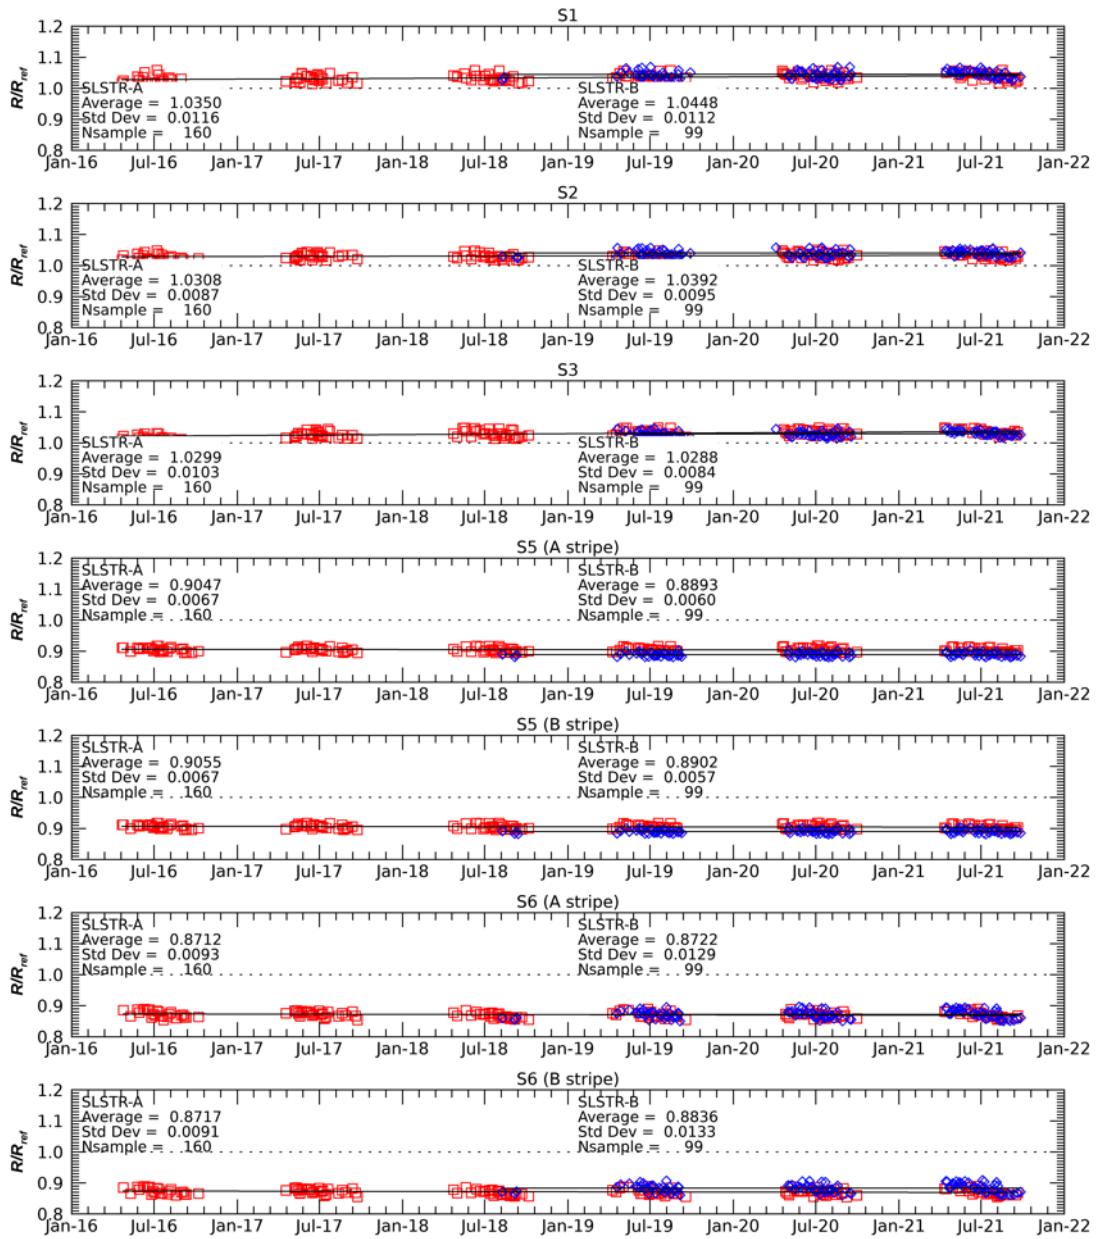 S1
1.2
1.1
1.0
0.9
0.8
R/Rref
SLSTR-A
Average = 1.0350
Std Dev = 0.0116
Nsample = 160
SLSTR-B
Average = 1.0448
Std Dev = 0.0112
Nsample = 99
Jan-16 Jul-16 Jan-17 Jul-17 Jan-18 Jul-18 Jan-19 Jul-19 Jan-20 Jul-20 Jan-21 Jul-21 Jan-22
S2
1.2
1.1
1.0
0.9
0.8
R/Rref
SLSTR-A
Average = 1.0308
Std Dev = 0.0087
Nsample = 160
SLSTR-B
Average = 1.0392
Std Dev = 0.0095
Nsample = 99
Jan-16 Jul-16 Jan-17 Jul-17 Jan-18 Jul-18 Jan-19 Jul-19 Jan-20 Jul-20 Jan-21 Jul-21 Jan-22
S3
1.2
1.1
1.0
0.9
0.8
R/Rref
SLSTR-A
Average = 1.0299
Std Dev = 0.0103
Nsample = 160
SLSTR-B
Average = 1.0288
Std Dev = 0.0084
Nsample = 99
Jan-16 Jul-16 Jan-17 Jul-17 Jan-18 Jul-18 Jan-19 Jul-19 Jan-20 Jul-20 Jan-21 Jul-21 Jan-22
S5 (A stripe)
1.2
1.1
1.0
0.9
0.8
R/Rref
SLSTR-A
Average = 0.9047
Std Dev = 0.0067
Nsample = 160
SLSTR-B
Average = 0.8893
Std Dev = 0.0060
Nsample = 99
Jan-16 Jul-16 Jan-17 Jul-17 Jan-18 Jul-18 Jan-19 Jul-19 Jan-20 Jul-20 Jan-21 Jul-21 Jan-22
S5 (B stripe)
1.2
1.1
1.0
0.9
0.8
R/Rref
SLSTR-A
Average = 0.9055
Std Dev = 0.0067
Nsample = 160
SLSTR-B
Average = 0.8902
Std Dev = 0.0057
Nsample = 99
Jan-16 Jul-16 Jan-17 Jul-17 Jan-18 Jul-18 Jan-19 Jul-19 Jan-20 Jul-20 Jan-21 Jul-21 Jan-22
S6 (A stripe)
1.2
1.1
1.0
0.9
0.8
R/Rref
SLSTR-A
Average = 0.8712
Std Dev = 0.0093
Nsample = 160
SLSTR-B
Average = 0.8722
Std Dev = 0.0129
Nsample = 99
Jan-16 Jul-16 Jan-17 Jul-17 Jan-18 Jul-18 Jan-19 Jul-19 Jan-20 Jul-20 Jan-21 Jul-21 Jan-22
S6 (B stripe)
1.2
1.1
1.0
0.9
0.8
R/Rref
SLSTR-A
Average = 0.8717
Std Dev = 0.0091
Nsample = 160
SLSTR-B
Average = 0.8836
Std Dev = 0.0133
Nsample = 99
Jan-16 Jul-16 Jan-17 Jul-17 Jan-18 Jul-18 Jan-19 Jul-19 Jan-20 Jul-20 Jan-21 Jul-21 Jan-22